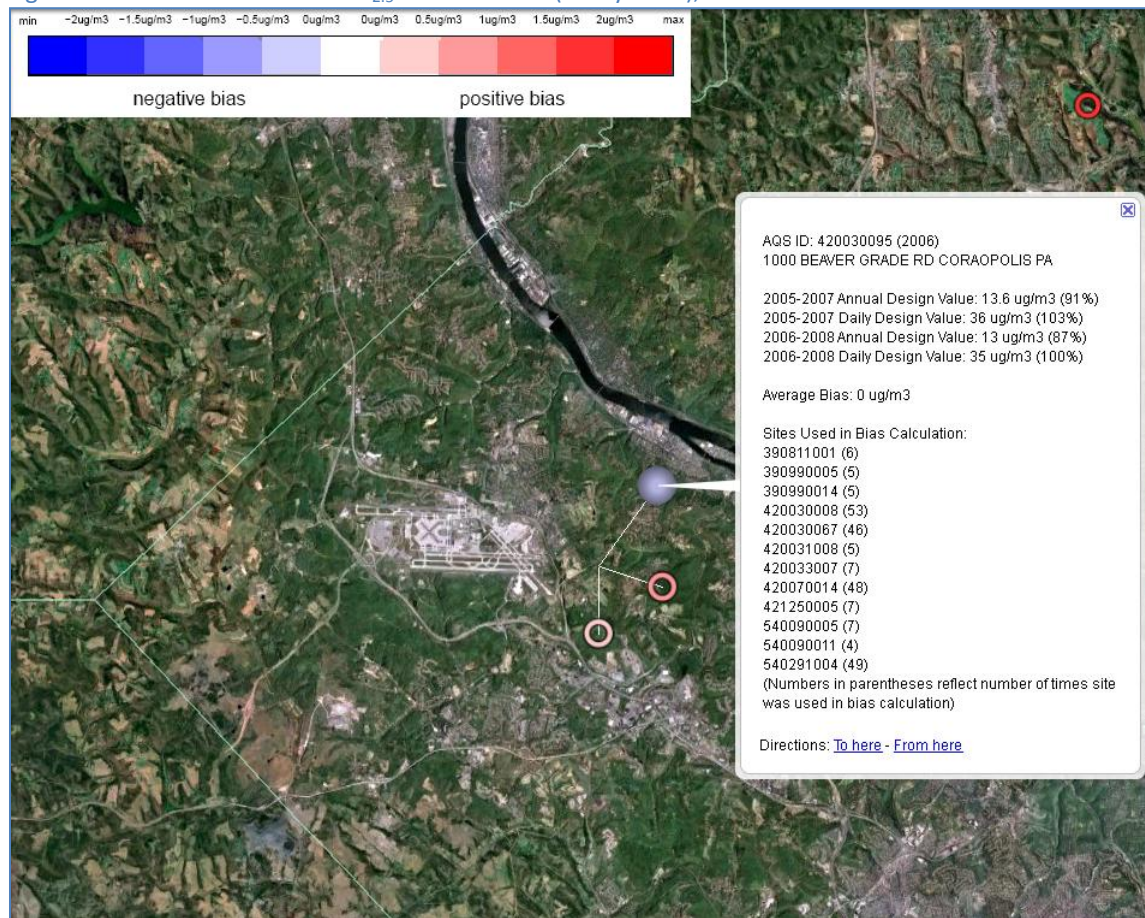 min −2ug/m3 −1.5ug/m3 −1ug/m3 −0.5ug/m3 0ug/m3 0ug/m3 0.5ug/m3 1ug/m3 1.5ug/m3 2ug/m3 max
negative bias positive bias
AQS ID: 420030095 (2006)
1000 BEAVER GRADE RD CORAOPOLIS PA
2005-2007 Annual Design Value: 13.6 ug/m3 (91%)
2005-2007 Daily Design Value: 36 ug/m3 (103%)
2006-2008 Annual Design Value: 13 ug/m3 (87%)
2006-2008 Daily Design Value: 35 ug/m3 (100%)
Average Bias: 0 ug/m3
Sites Used in Bias Calculation:
390811001 (6)
390990005 (5)
390990014 (5)
420030008 (53)
420030067 (46)
420031008 (5)
420033007 (7)
420070014 (48)
421250005 (7)
540090005 (7)
540090011 (4)
540291004 (49)
(Numbers in parentheses reflect number of times site
was used in bias calculation)
Directions: To here - From here